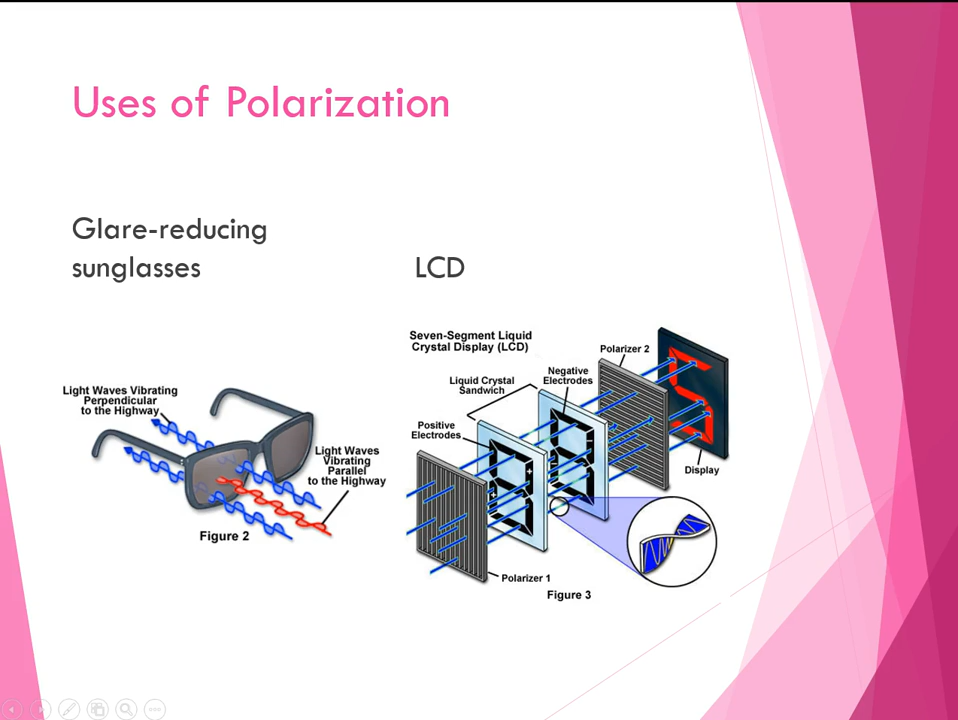 Uses of Polarization
Glare-reducing
sunglasses
LCD
Light Waves Vibrating
Perpendicular
to the Highway
Light Waves
Vibrating
Parallel
to the Highway
Figure 2
Seven-Segment Liquid
Crystal Display (LCD)
Polarizer 2
Negative
Electrodes
Liquid Crystal
Sandwich
Positive
Electrodes
Display
Polarizer 1
Figure 3